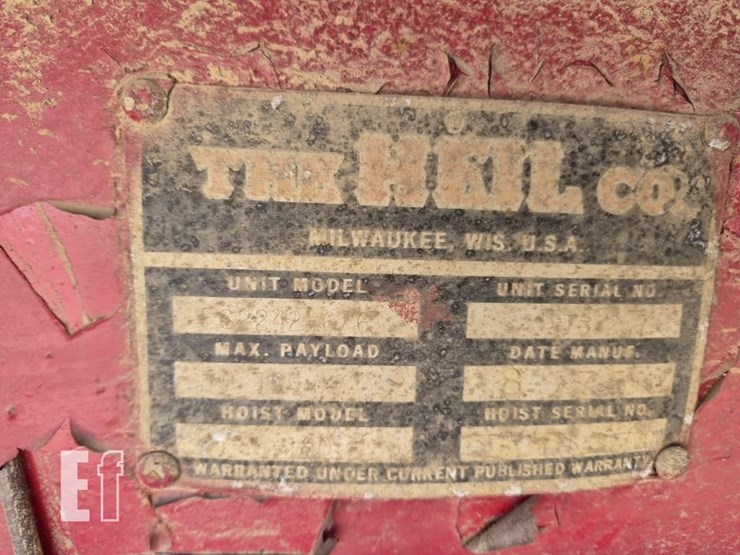 THE HEIL CO.
MILWAUKEE, WIS. U.S.A.
UNIT MODEL UNIT SERIAL NO.
MAX. PAYLOAD DATE MANUF.
HOIST MODEL HOIST SERIAL NO.
WARRANTED UNDER CURRENT PUBLISHED WARRANTY
Ef